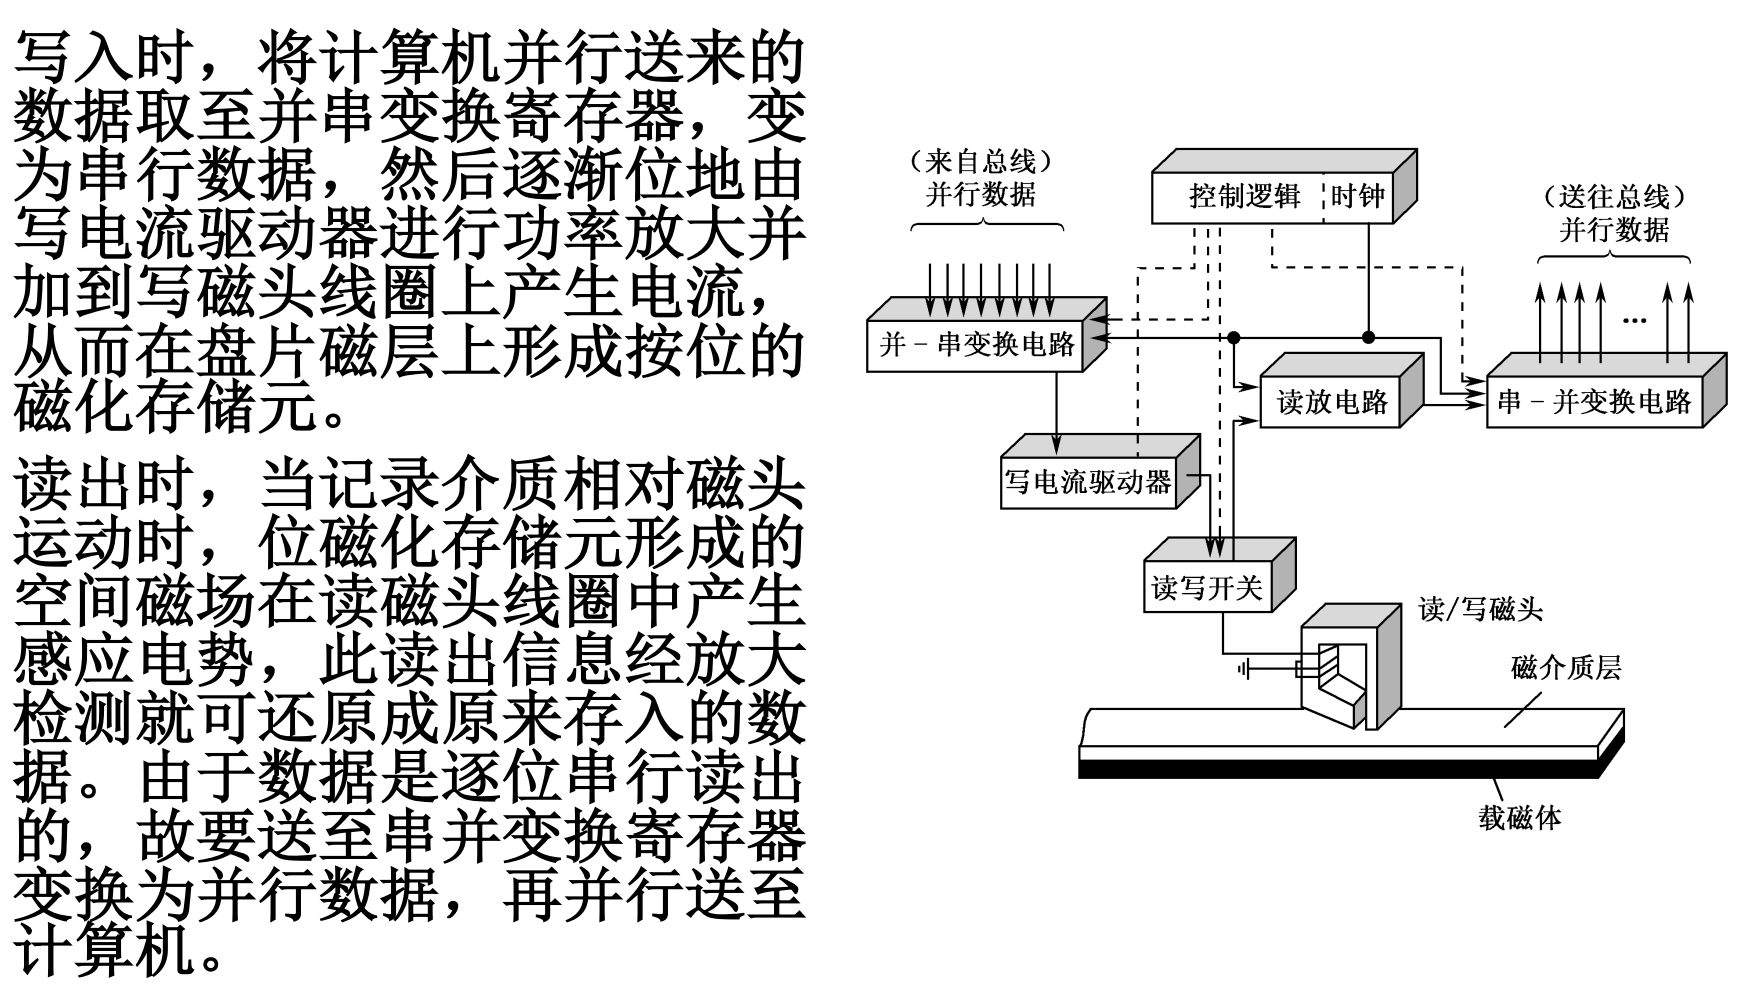 写入时，将计算机并行送来的
数据取至并串变换寄存器，变
为串行数据，然后逐渐位地由
写电流驱动器进行功率放大并
加到写磁头线圈上产生电流，
从而在盘片磁层上形成按位的
磁化存储元。
读出时，当记录介质相对磁头
运动时，位磁化存储元形成的
空间磁场在读磁头线圈中产生
感应电势，此读出信息经放大
检测就可还原成原来存入的数
据。由于数据是逐位串行读出
的，故要送至串并变换寄存器
变换为并行数据，再并行送至
计算机。
（来自总线）
并行数据
控制逻辑 时钟
（送往总线）
并行数据
…
并－串变换电路
读放电路
串－并变换电路
写电流驱动器
读写开关
读/写磁头
磁介质层
载磁体